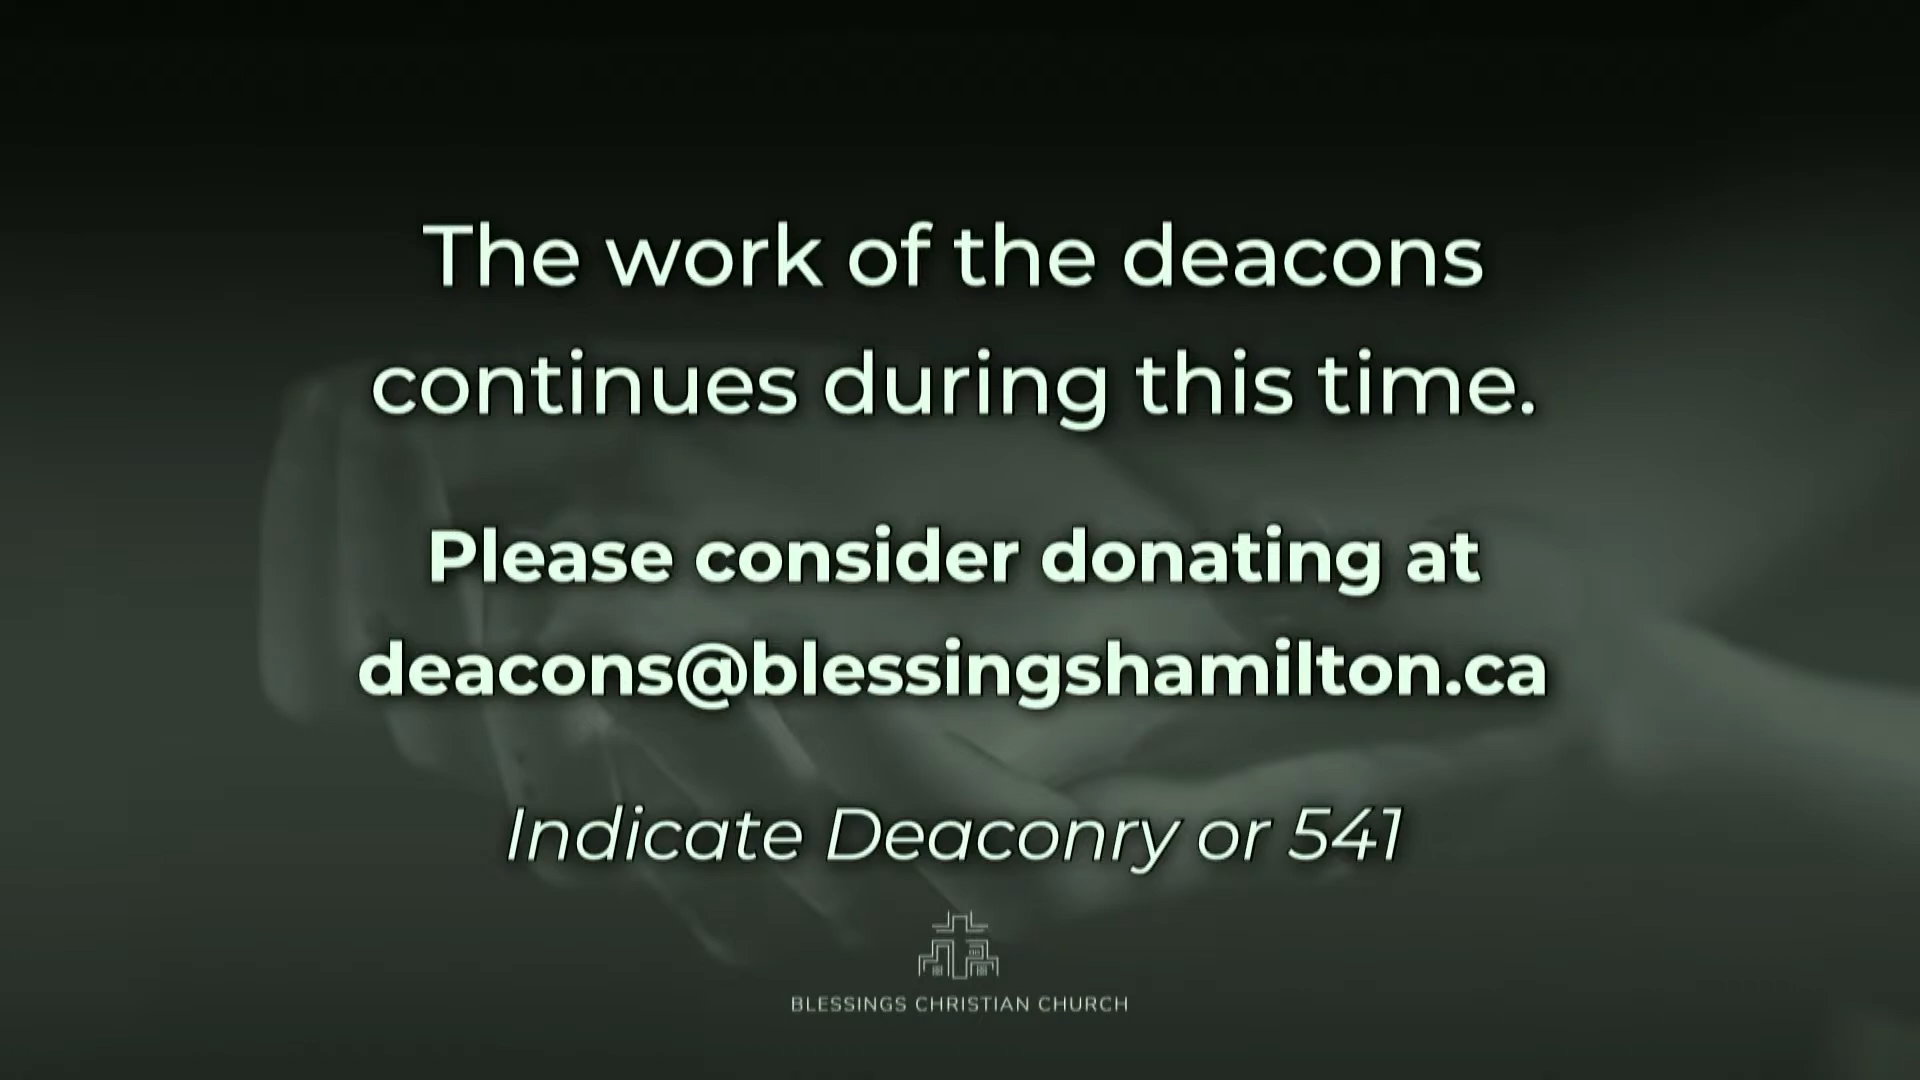 The work of the deacons
continues during this time.
Please consider donating at
deacons@blessingshamilton.ca
Indicate Deaconry or 541
BLESSINGS CHRISTIAN CHURCH